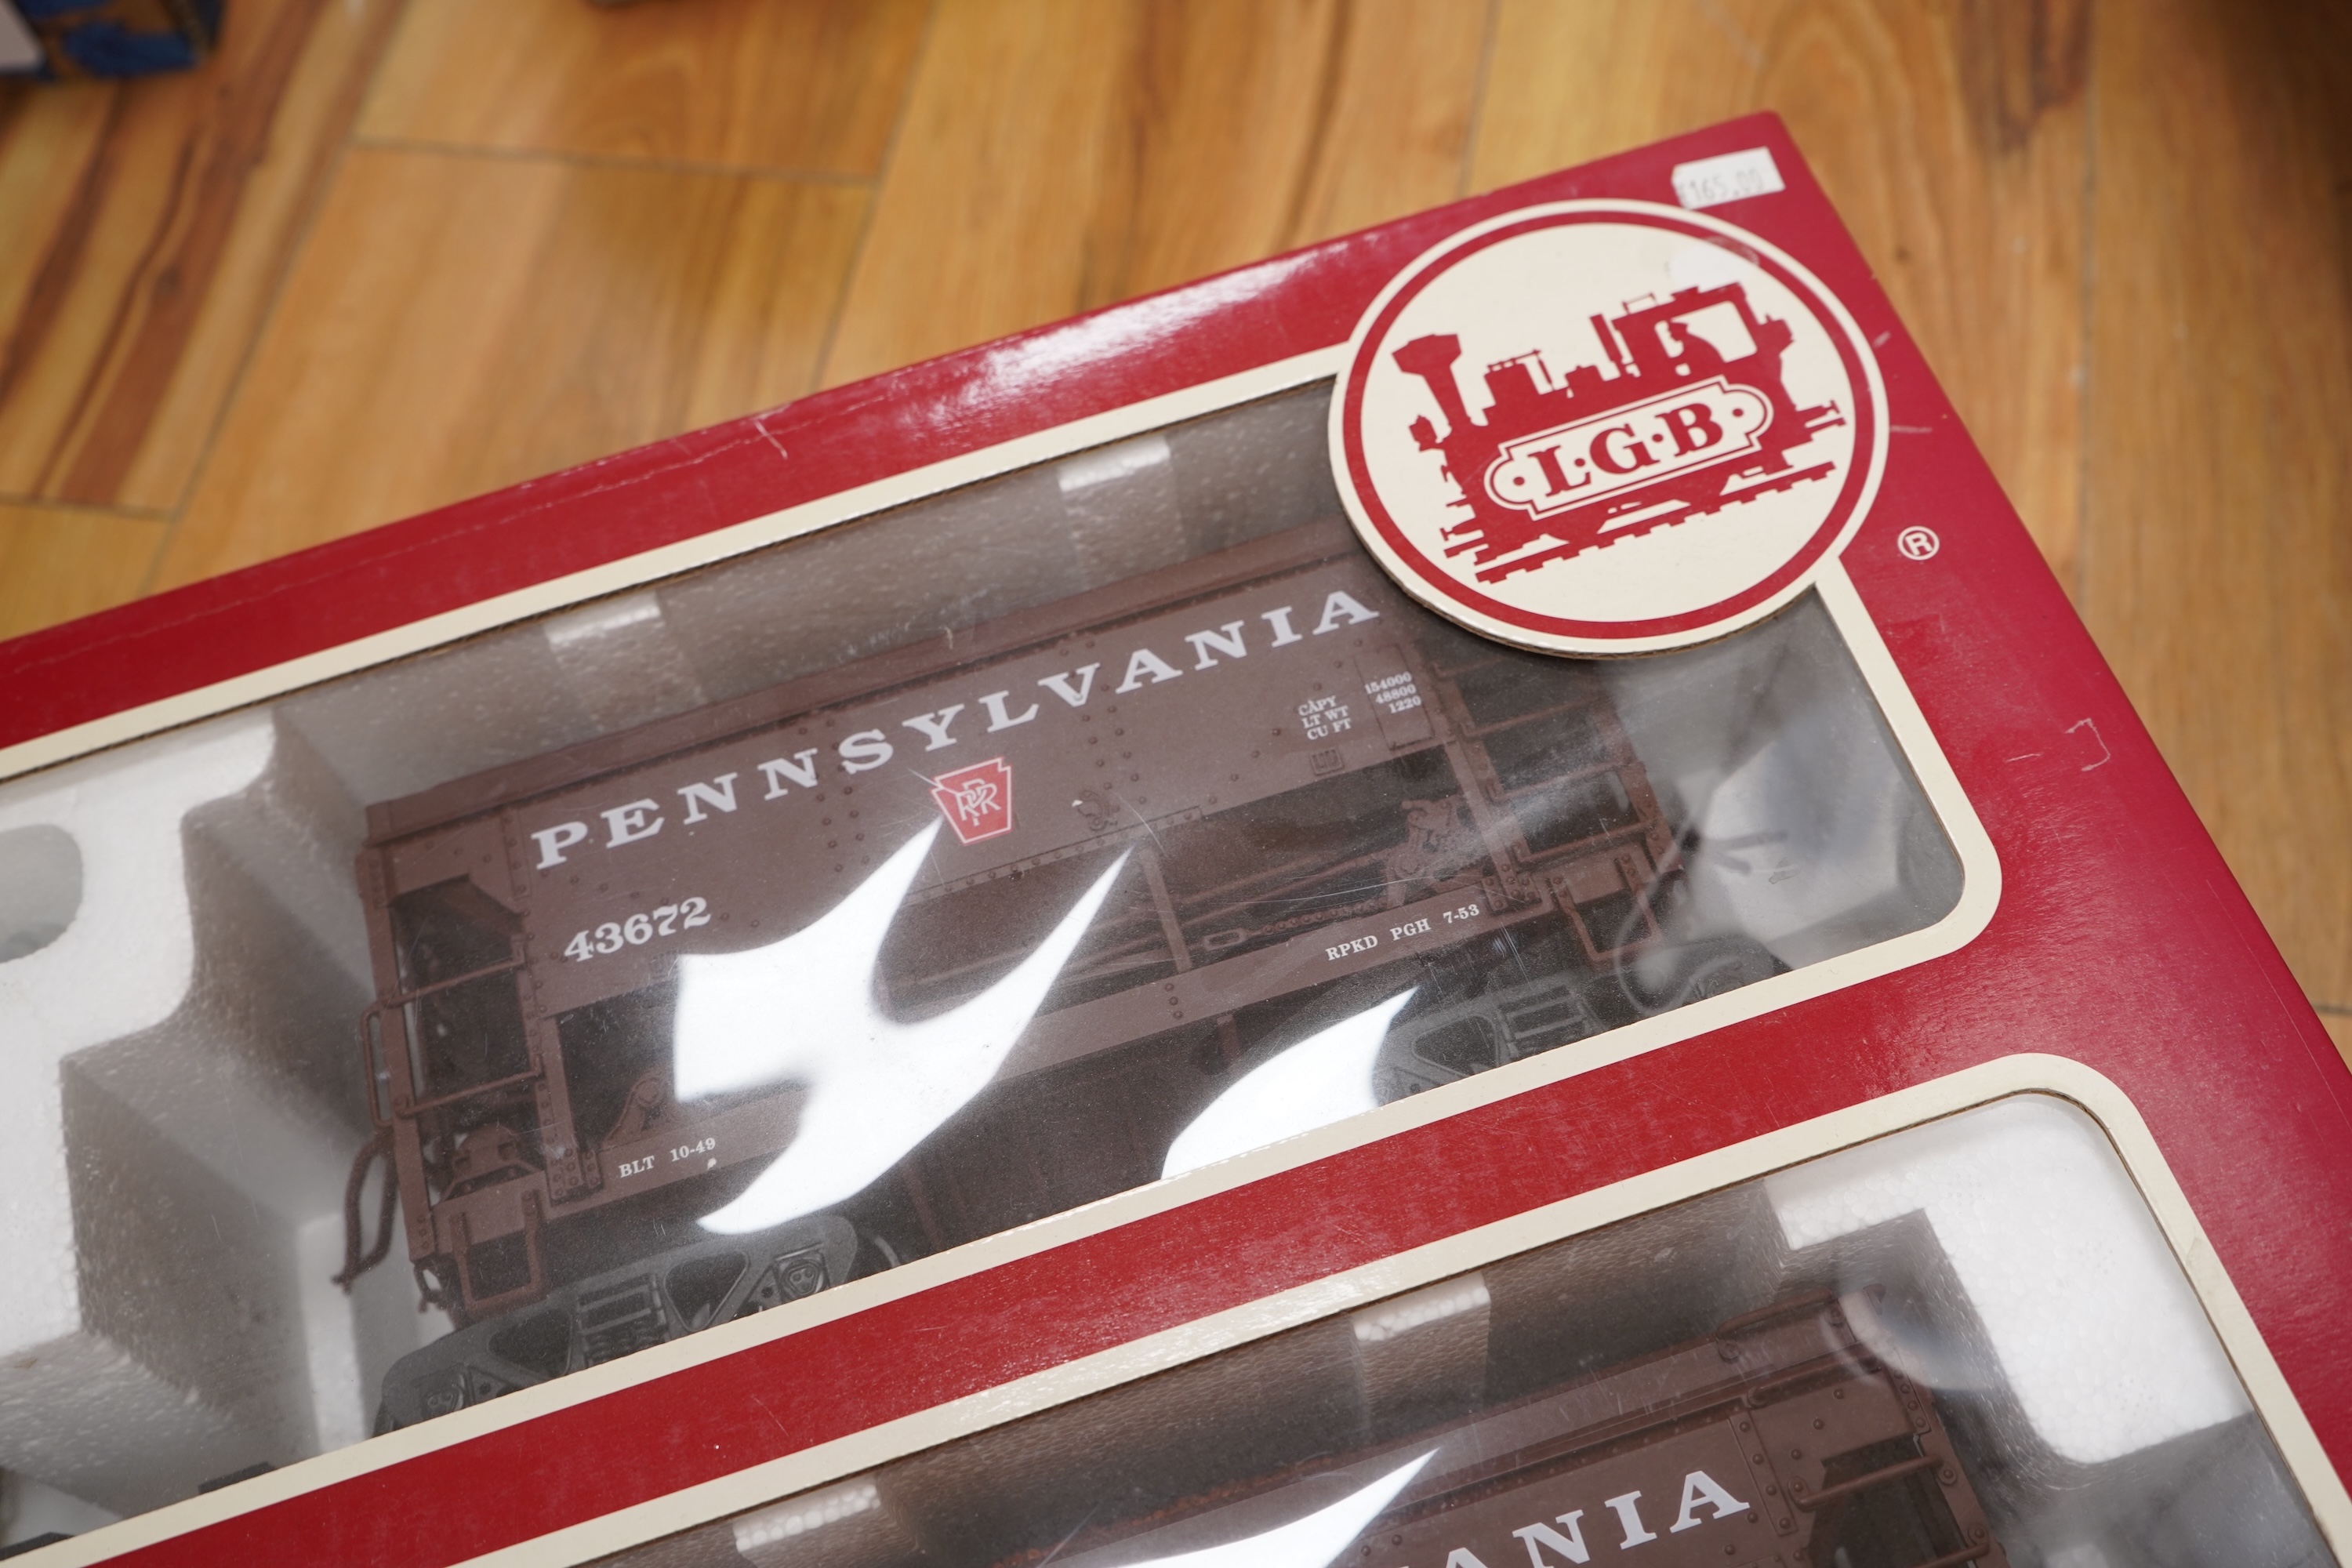 £165.00
L·G·B
®
PENNSYLVANIA
PRR
CAPY 154000
LT WT 48800
CU FT 1220
43672
RPKD PGH 7-53
BLT 10-49
ANIA